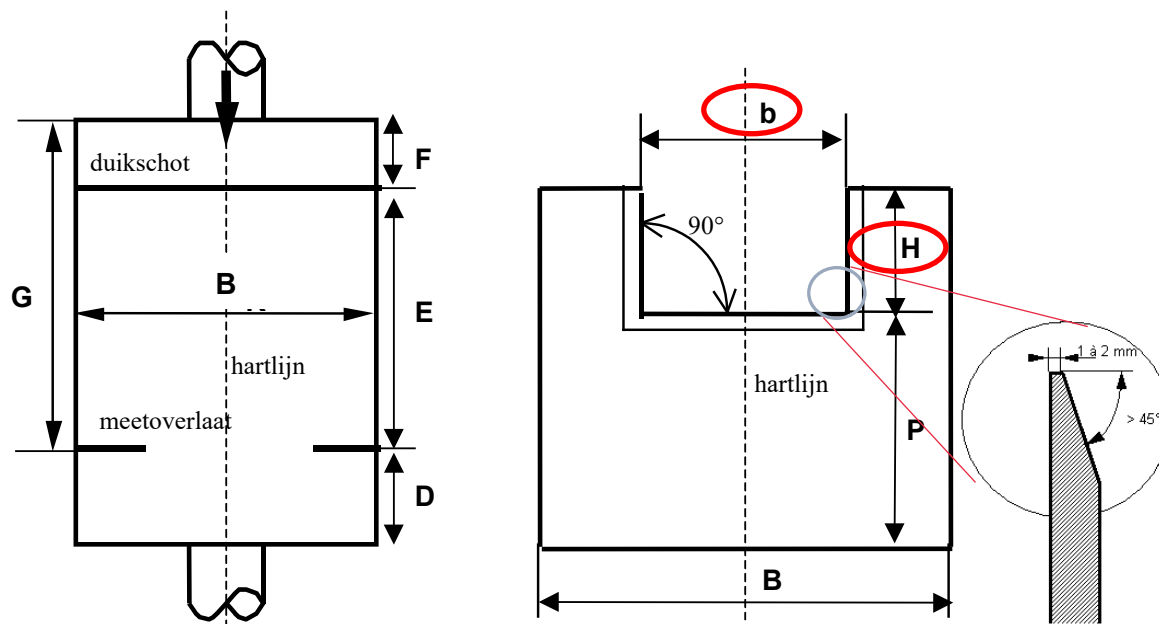 duikschot
F
G
B
E
hartlijn
meetoverlaat
D
b
90°
H
hartlijn
P
B
1 à 2 mm
> 45°